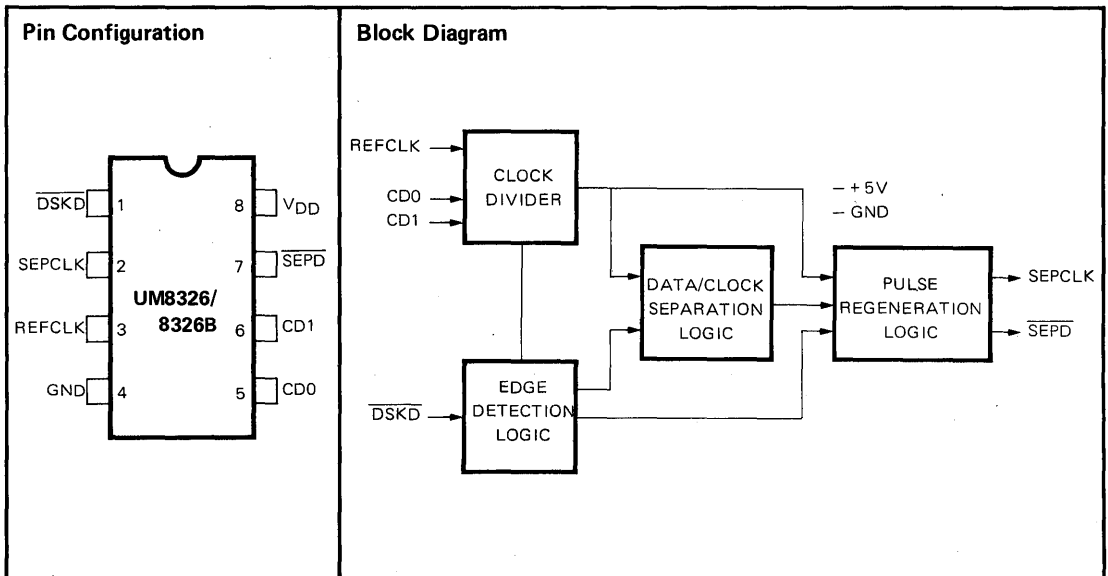 Pin Configuration
DSKD 1
8 VDD
SEPCLK 2
7 SEPD
UM8326/
8326B
REFCLK 3
6 CD1
GND 4
5 CD0
Block Diagram
REFCLK
CD0
CD1
CLOCK
DIVIDER
– + 5V
– GND
DATA/CLOCK
SEPARATION
LOGIC
PULSE
REGENERATION
LOGIC
SEPCLK
SEPD
DSKD
EDGE
DETECTION
LOGIC